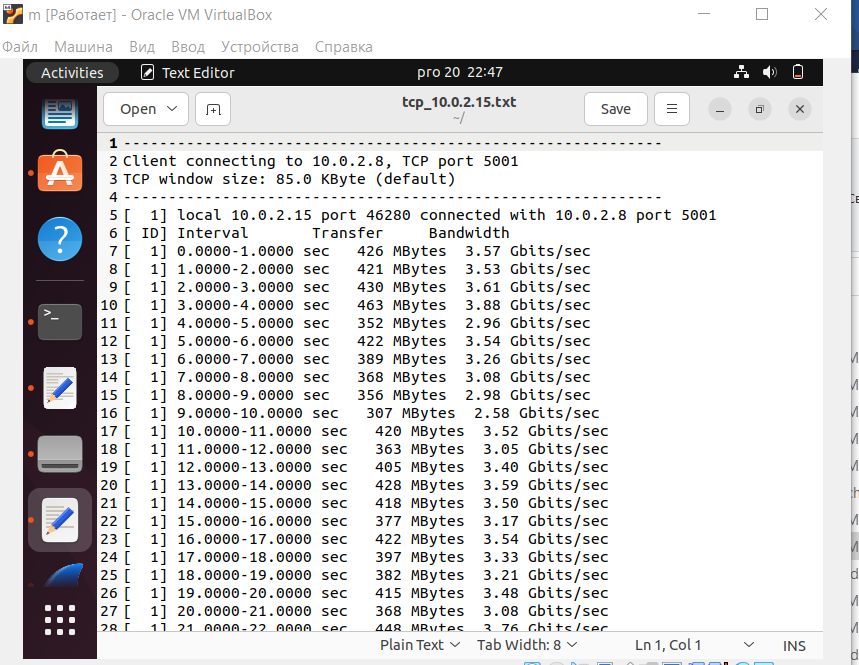 m [Работает] - Oracle VM VirtualBox
Файл Машина Вид Ввод Устройства Справка
Activities Text Editor pro 20 22:47
Open tcp_10.0.2.15.txt Save
~/
1 ------------------------------------------------------------
2 Client connecting to 10.0.2.8, TCP port 5001
3 TCP window size: 85.0 KByte (default)
4 ------------------------------------------------------------
5 [  1] local 10.0.2.15 port 46280 connected with 10.0.2.8 port 5001
6 [ ID] Interval       Transfer     Bandwidth
7 [  1] 0.0000-1.0000 sec   426 MBytes  3.57 Gbits/sec
8 [  1] 1.0000-2.0000 sec   421 MBytes  3.53 Gbits/sec
9 [  1] 2.0000-3.0000 sec   430 MBytes  3.61 Gbits/sec
10 [  1] 3.0000-4.0000 sec   463 MBytes  3.88 Gbits/sec
11 [  1] 4.0000-5.0000 sec   352 MBytes  2.96 Gbits/sec
12 [  1] 5.0000-6.0000 sec   422 MBytes  3.54 Gbits/sec
13 [  1] 6.0000-7.0000 sec   389 MBytes  3.26 Gbits/sec
14 [  1] 7.0000-8.0000 sec   368 MBytes  3.08 Gbits/sec
15 [  1] 8.0000-9.0000 sec   356 MBytes  2.98 Gbits/sec
16 [  1] 9.0000-10.0000 sec   307 MBytes  2.58 Gbits/sec
17 [  1] 10.0000-11.0000 sec   420 MBytes  3.52 Gbits/sec
18 [  1] 11.0000-12.0000 sec   363 MBytes  3.05 Gbits/sec
19 [  1] 12.0000-13.0000 sec   405 MBytes  3.40 Gbits/sec
20 [  1] 13.0000-14.0000 sec   428 MBytes  3.59 Gbits/sec
21 [  1] 14.0000-15.0000 sec   418 MBytes  3.50 Gbits/sec
22 [  1] 15.0000-16.0000 sec   377 MBytes  3.17 Gbits/sec
23 [  1] 16.0000-17.0000 sec   422 MBytes  3.54 Gbits/sec
24 [  1] 17.0000-18.0000 sec   397 MBytes  3.33 Gbits/sec
25 [  1] 18.0000-19.0000 sec   382 MBytes  3.21 Gbits/sec
26 [  1] 19.0000-20.0000 sec   415 MBytes  3.48 Gbits/sec
27 [  1] 20.0000-21.0000 sec   368 MBytes  3.08 Gbits/sec
28 [  1] 21.0000-22.0000 sec   448 MBytes  3.76 Gbits/sec
Plain Text Tab Width: 8 Ln 1, Col 1 INS